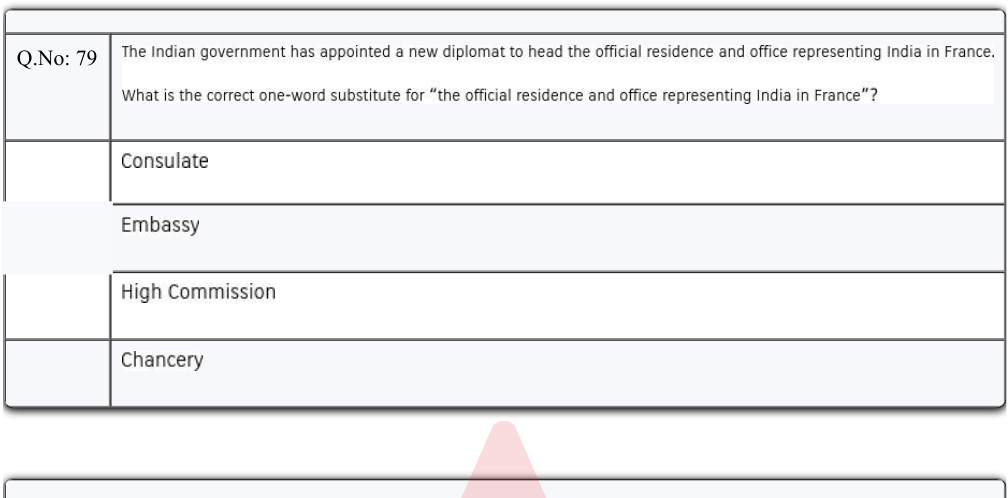 Q.No: 79
The Indian government has appointed a new diplomat to head the official residence and office representing India in France.
What is the correct one-word substitute for “the official residence and office representing India in France”?
Consulate
Embassy
High Commission
Chancery